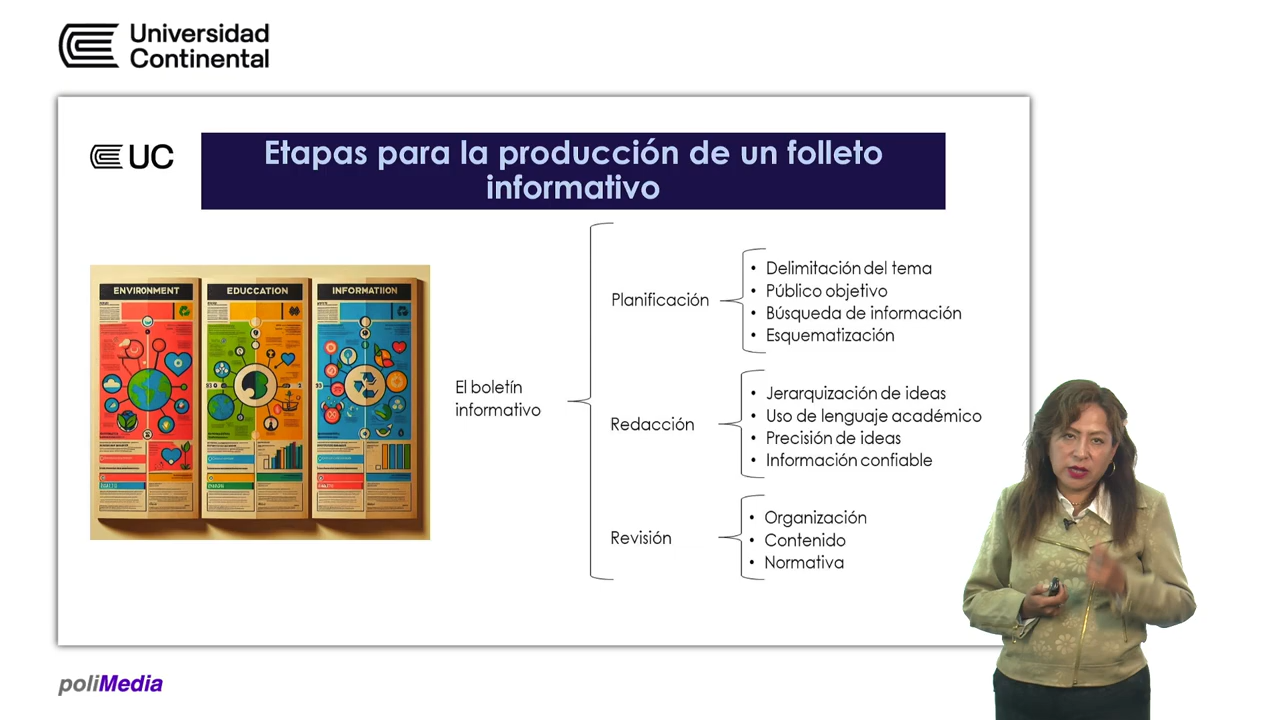 Universidad
Continental
UC
Etapas para la producción de un folleto
informativo
ENVIRONMENT
EDUCCATION
INFORMATIION
El boletín
informativo
Planificación
• Delimitación del tema
• Público objetivo
• Búsqueda de información
• Esquematización
Redacción
• Jerarquización de ideas
• Uso de lenguaje académico
• Precisión de ideas
• Información confiable
Revisión
• Organización
• Contenido
• Normativa
poliMedia